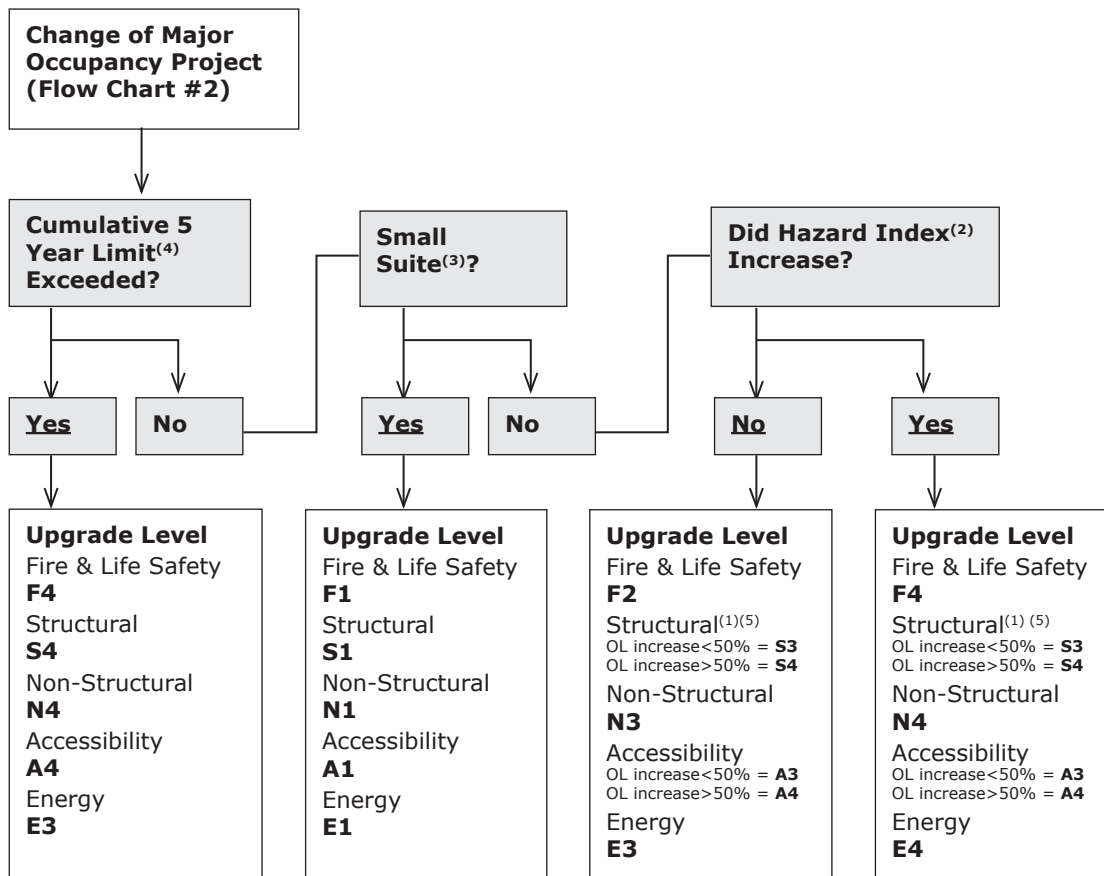 Change of Major
Occupancy Project
(Flow Chart #2)
Cumulative 5
Year Limit(4)
Exceeded?
Small
Suite(3)?
Did Hazard Index(2)
Increase?
Yes
No
Yes
No
No
Yes
Upgrade Level
Fire & Life Safety
F4
Structural
S4
Non-Structural
N4
Accessibility
A4
Energy
E3
Upgrade Level
Fire & Life Safety
F1
Structural
S1
Non-Structural
N1
Accessibility
A1
Energy
E1
Upgrade Level
Fire & Life Safety
F2
Structural(1)(5)
OL increase<50% = S3
OL increase>50% = S4
Non-Structural
N3
Accessibility
OL increase<50% = A3
OL increase>50% = A4
Energy
E3
Upgrade Level
Fire & Life Safety
F4
Structural(1) (5)
OL increase<50% = S3
OL increase>50% = S4
Non-Structural
N4
Accessibility
OL increase<50% = A3
OL increase>50% = A4
Energy
E4